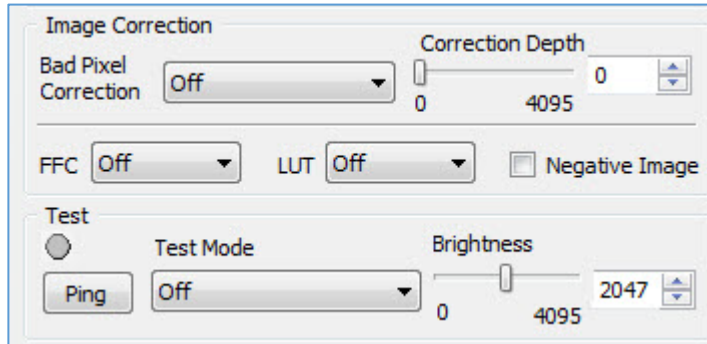 Image Correction
Correction Depth
Bad Pixel
Correction
Off
0
0 4095
FFC Off LUT Off Negative Image
Test
Test Mode Brightness
Ping Off 2047
0 4095